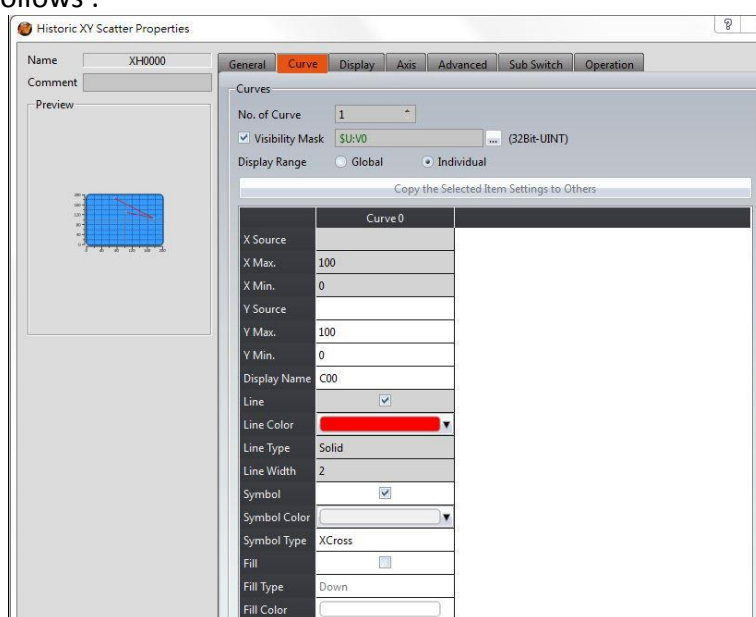 ollows :
Historic XY Scatter Properties
?
Name XH0000
Comment
Preview
General Curve Display Axis Advanced Sub Switch Operation
Curves
No. of Curve 1
Visibility Mask $U:V0 ... (32Bit-UINT)
Display Range Global Individual
Copy the Selected Item Settings to Others
Curve 0
X Source
X Max. 100
X Min. 0
Y Source
Y Max. 100
Y Min. 0
Display Name C00
Line
Line Color
Line Type Solid
Line Width 2
Symbol
Symbol Color
Symbol Type XCross
Fill
Fill Type Down
Fill Color